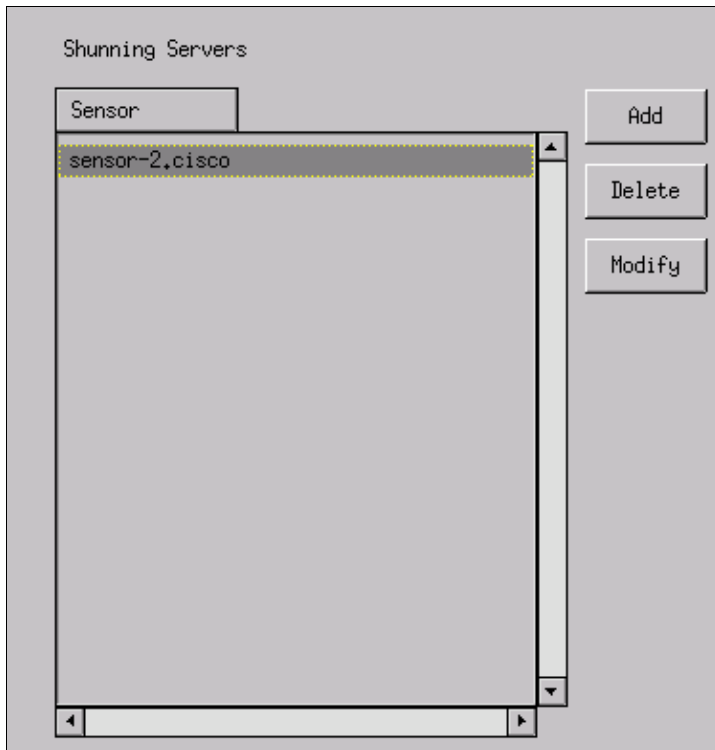 Shunning Servers
Sensor
sensor-2.cisco
Add
Delete
Modify